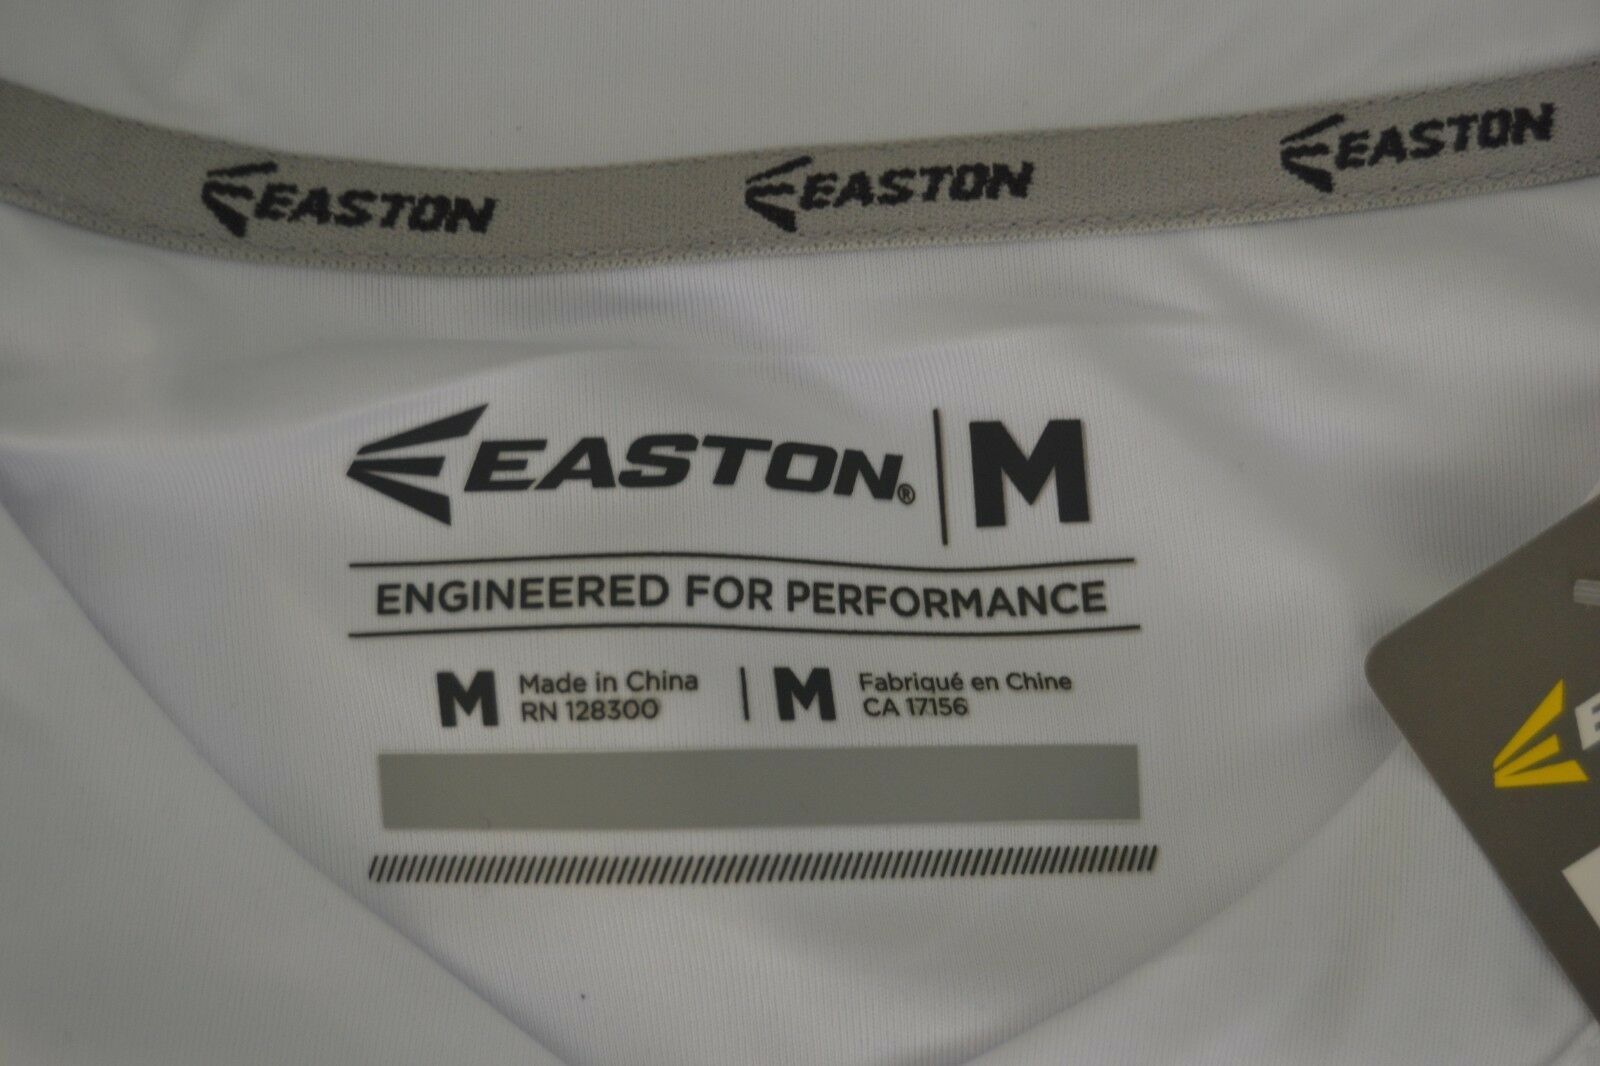 EASTON EASTON EASTON
EASTON® | M
ENGINEERED FOR PERFORMANCE
M Made in China | M Fabriqué en Chine
RN 128300 CA 17156